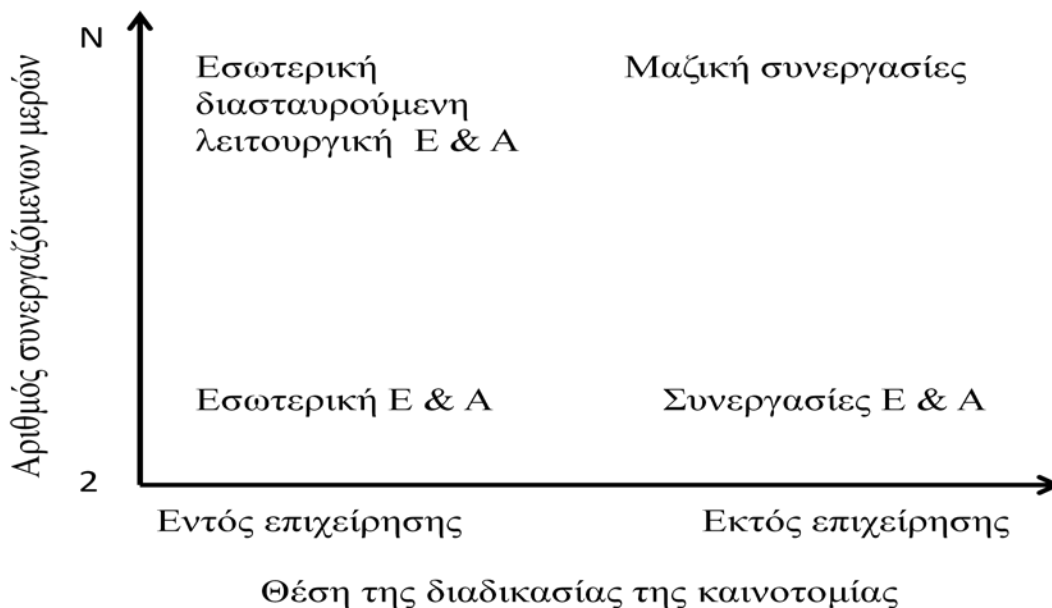 N
Εσωτερική
διασταυρούμενη
λειτουργική Ε & Α
Μαζική συνεργασίες
Αριθμός συνεργαζόμενων μερών
Εσωτερική Ε & Α
Συνεργασίες Ε & Α
2
Εντός επιχείρησης
Εκτός επιχείρησης
Θέση της διαδικασίας της καινοτομίας